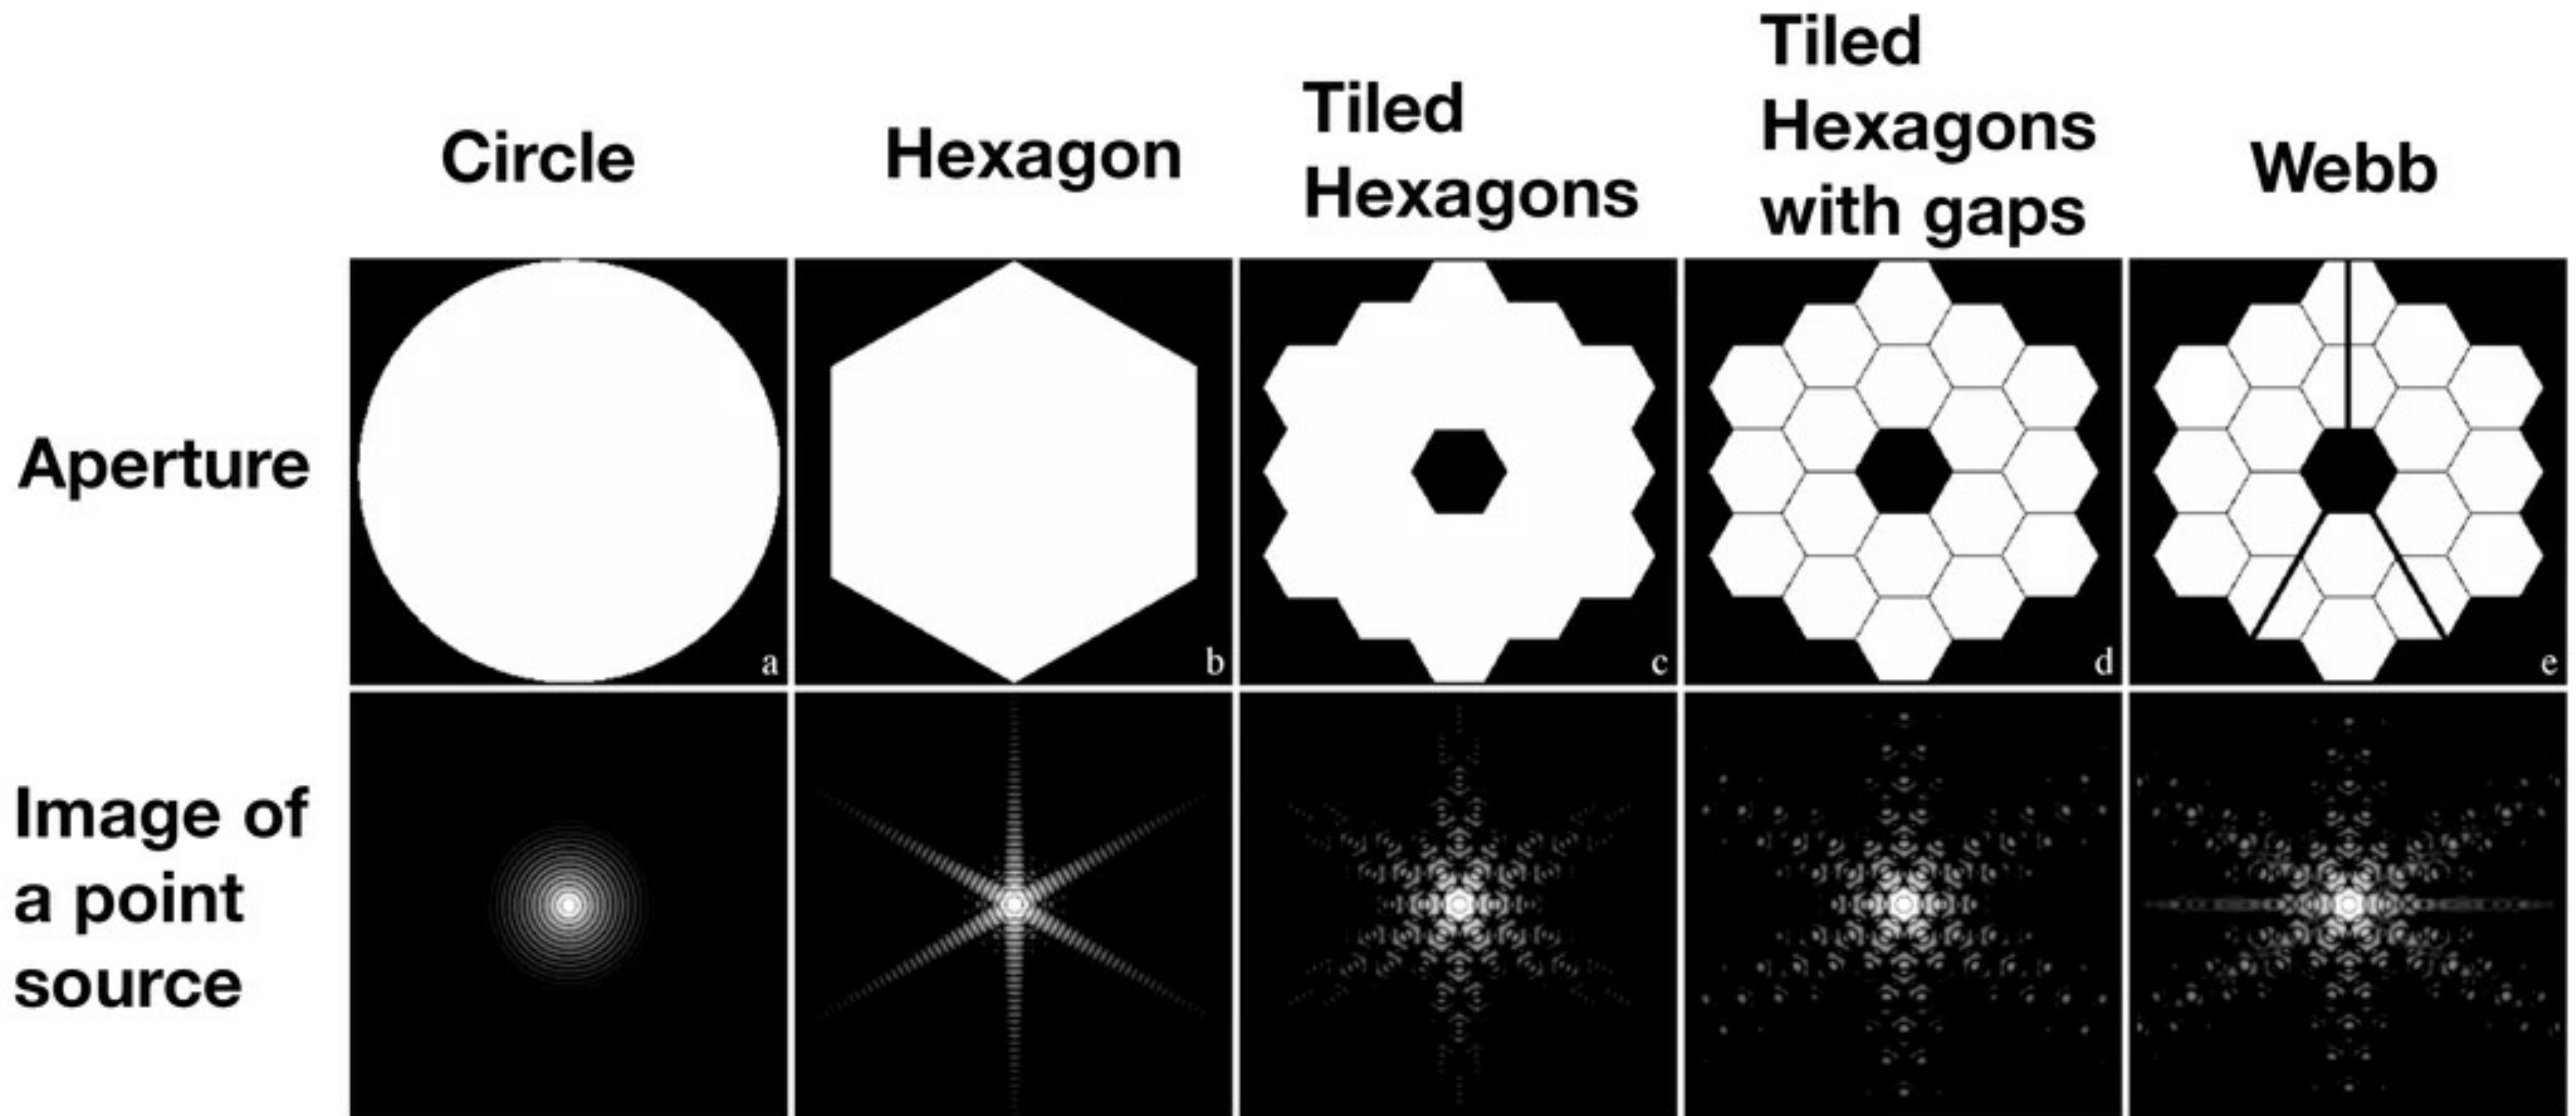 Circle
Hexagon
Tiled
Hexagons
Tiled
Hexagons
with gaps
Webb
Aperture
a
b
c
d
e
Image of
a point
source